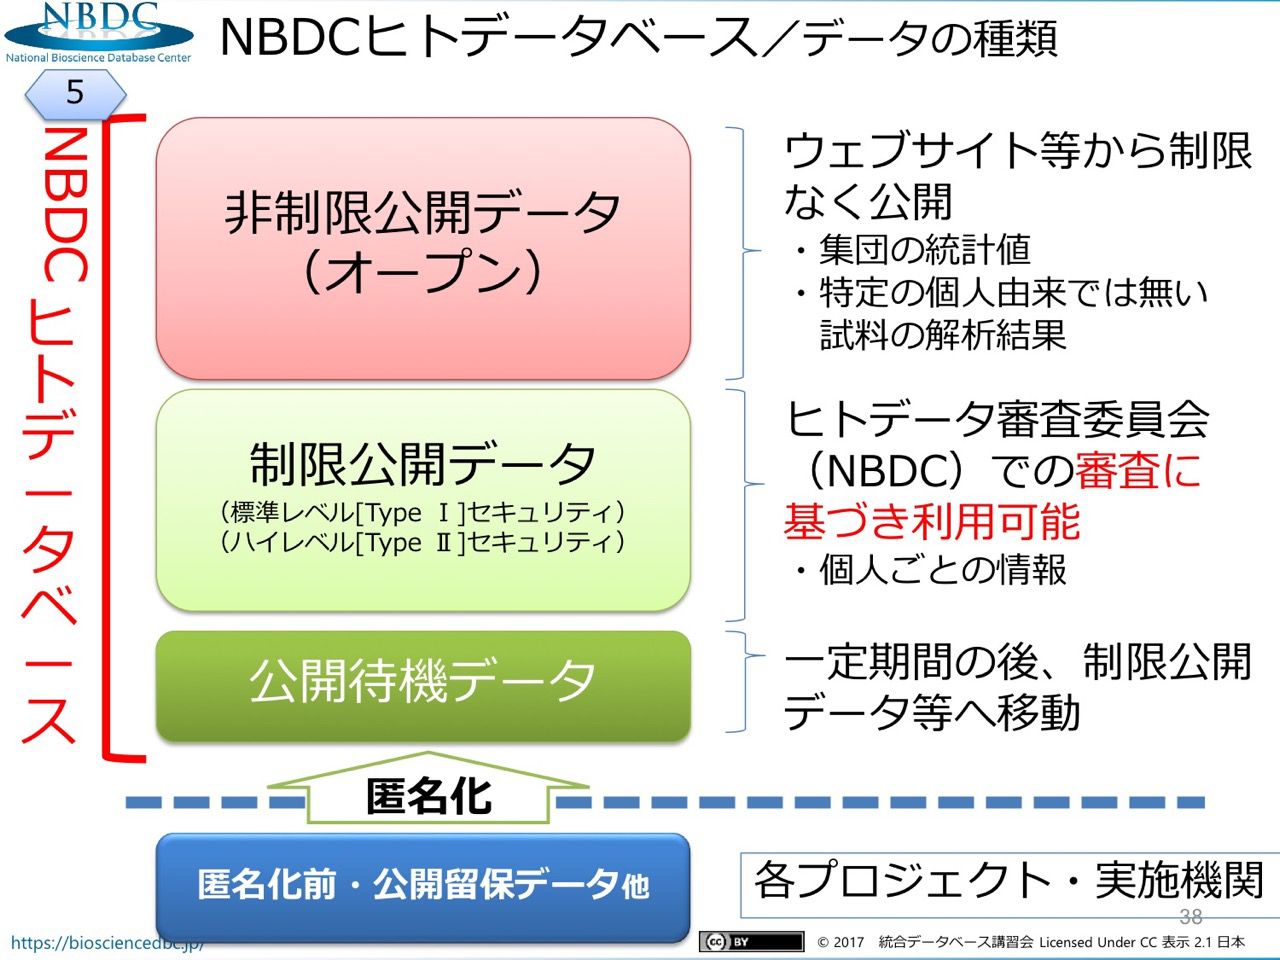 NBDC
National Bioscience Database Center
NBDCヒトデータベース／データの種類
5
NBDCヒトデータベース
非制限公開データ
（オープン）
ウェブサイト等から制限
なく公開
・集団の統計値
・特定の個人由来では無い
試料の解析結果
制限公開データ
（標準レベル[Type Ⅰ]セキュリティ）
（ハイレベル[Type Ⅱ]セキュリティ）
ヒトデータ審査委員会
（NBDC）での審査に
基づき利用可能
・個人ごとの情報
公開待機データ
一定期間の後、制限公開
データ等へ移動
匿名化
匿名化前・公開留保データ他
各プロジェクト・実施機関
38
https://biosciencedbc.jp/
cc BY
© 2017 統合データベース講習会 Licensed Under CC 表示 2.1 日本